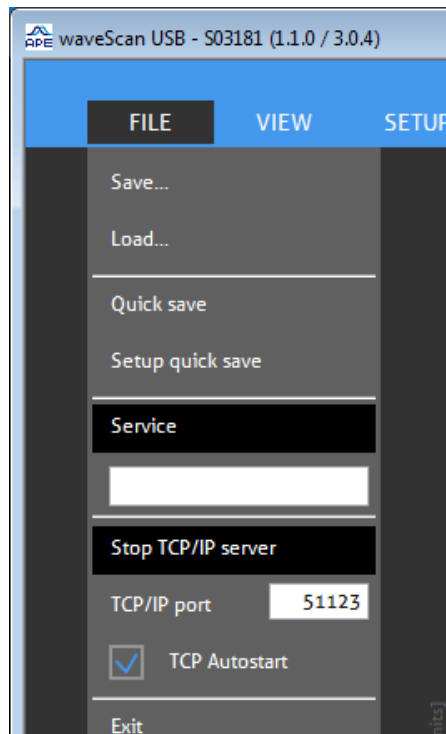 APE waveScan USB - S03181 (1.1.0 / 3.0.4)
FILE VIEW SETUP
Save...
Load...
Quick save
Setup quick save
Service
Stop TCP/IP server
TCP/IP port 51123
TCP Autostart
Exit